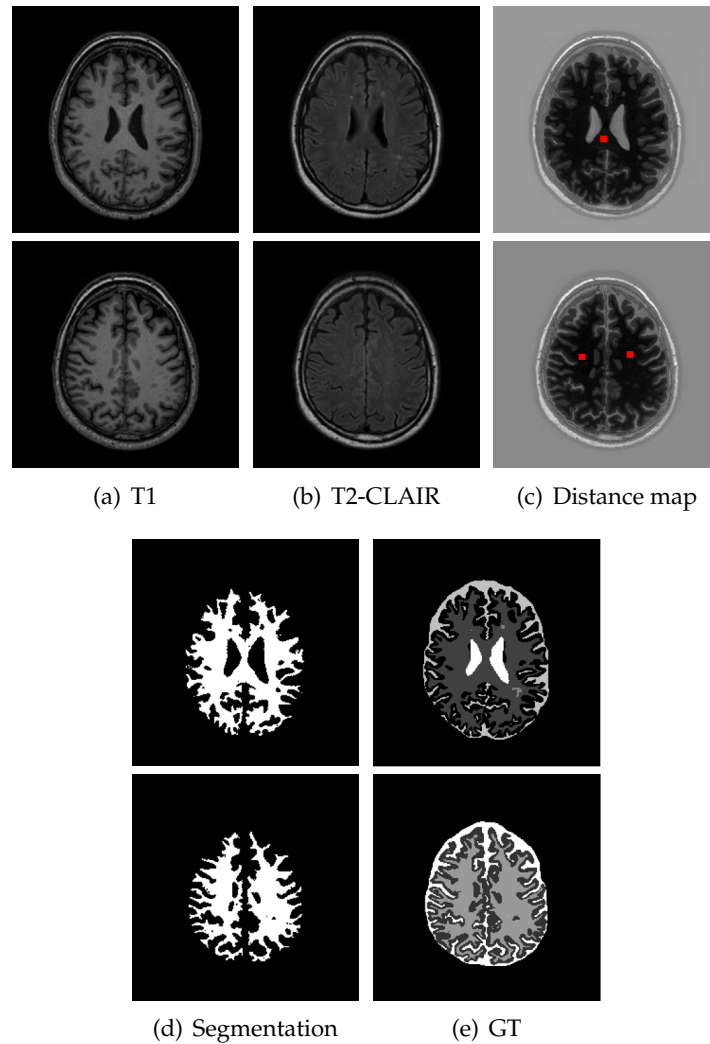 (a) T1
(b) T2-CLAIR
(c) Distance map
(d) Segmentation
(e) GT